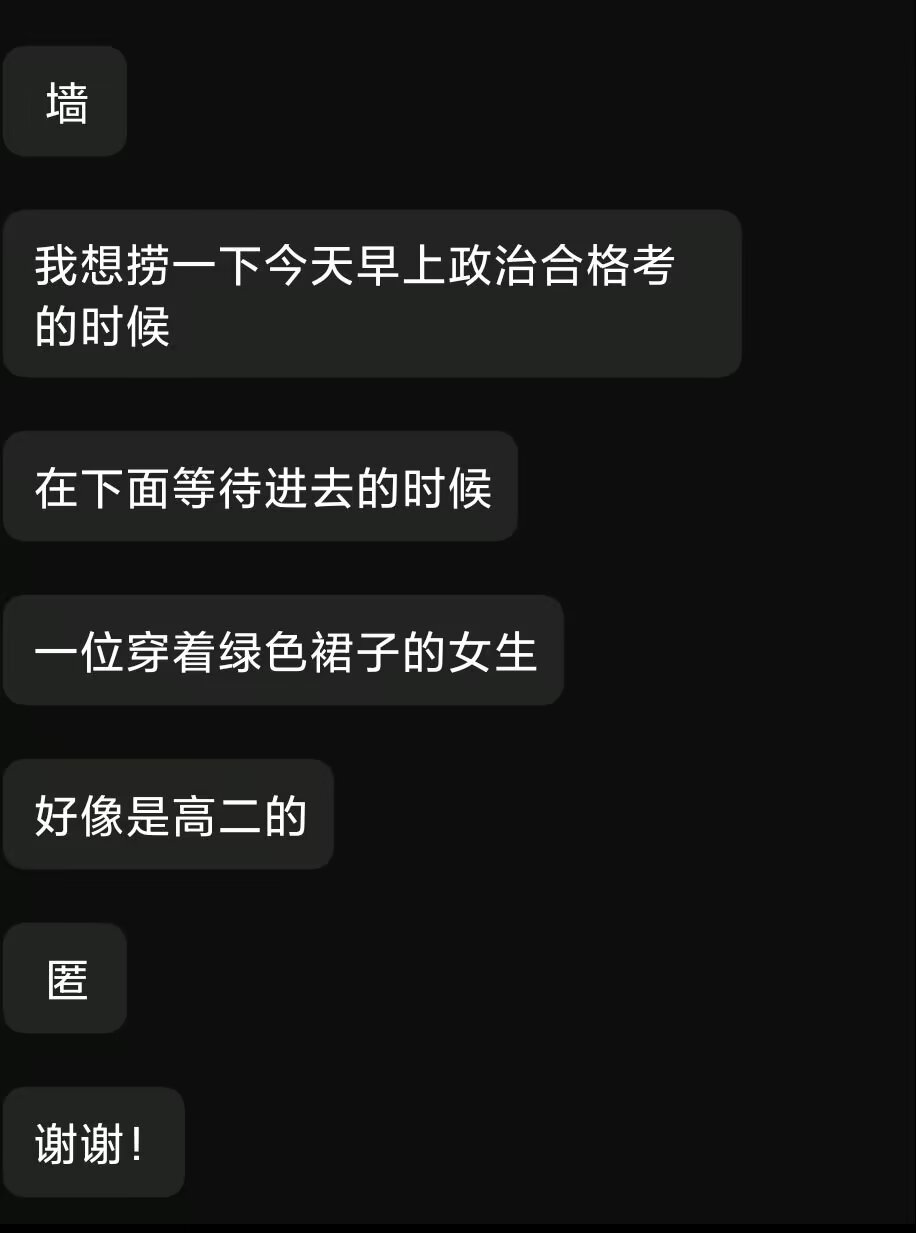 墙
我想捞一下今天早上政治合格考
的时候
在下面等待进去的时候
一位穿着绿色裙子的女生
好像是高二的
匿
谢谢！